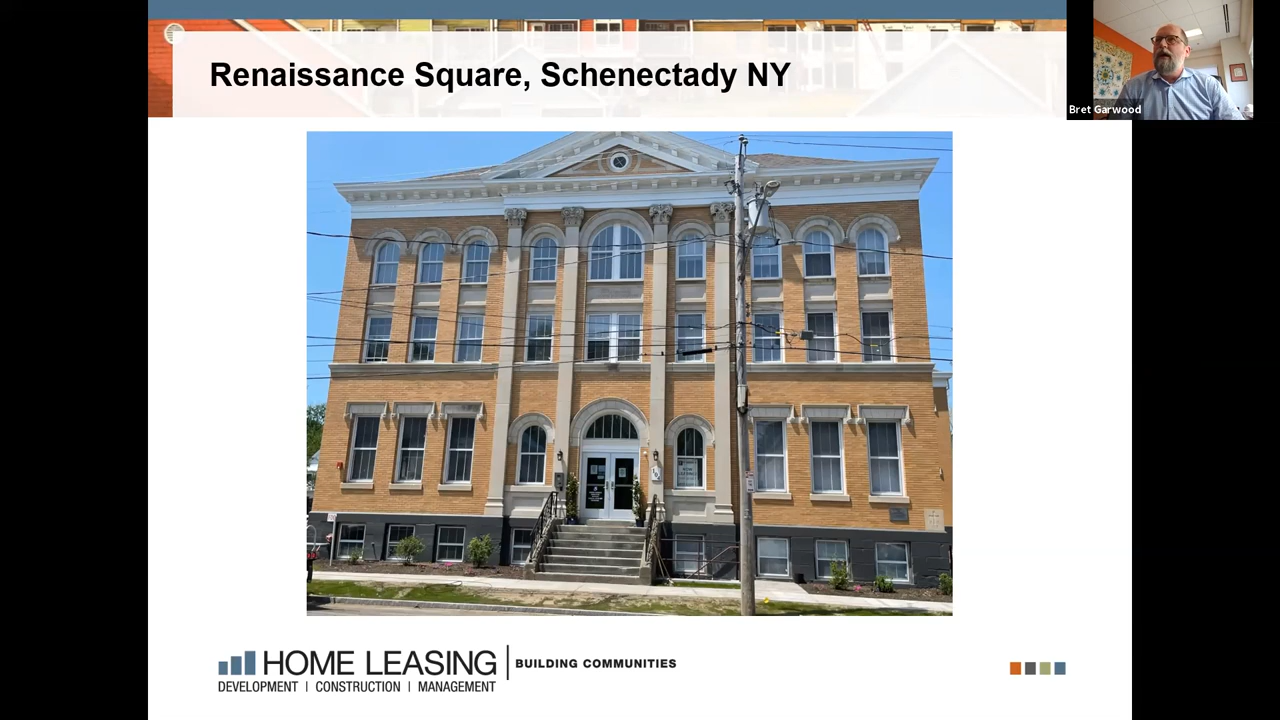 Renaissance Square, Schenectady NY
Bret Garwood
HOME LEASING
BUILDING COMMUNITIES
DEVELOPMENT | CONSTRUCTION | MANAGEMENT